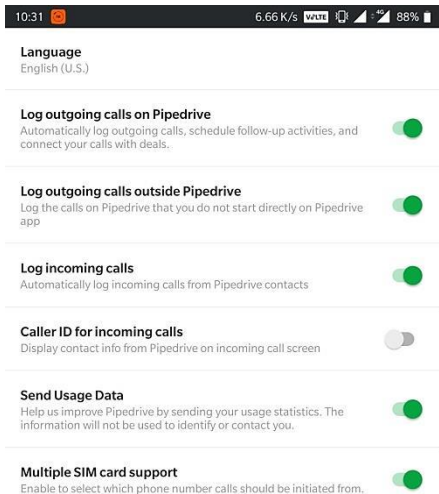 10:31 6.66 K/s VoLTE 4G 88%
Language
English (U.S.)
Log outgoing calls on Pipedrive
Automatically log outgoing calls, schedule follow-up activities, and
connect your calls with deals.
Log outgoing calls outside Pipedrive
Log the calls on Pipedrive that you do not start directly on Pipedrive
app
Log incoming calls
Automatically log incoming calls from Pipedrive contacts
Caller ID for incoming calls
Display contact info from Pipedrive on incoming call screen
Send Usage Data
Help us improve Pipedrive by sending your usage statistics. The
information will not be used to identify or contact you.
Multiple SIM card support
Enable to select which phone number calls should be initiated from.